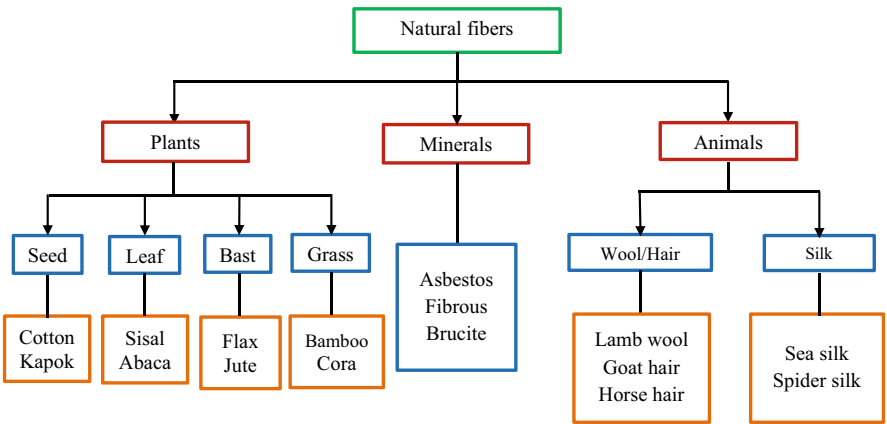 Natural fibers
Plants
Minerals
Animals
Seed
Leaf
Bast
Grass
Wool/Hair
Silk
Asbestos
Fibrous
Brucite
Cotton
Kapok
Sisal
Abaca
Flax
Jute
Bamboo
Cora
Lamb wool
Goat hair
Horse hair
Sea silk
Spider silk